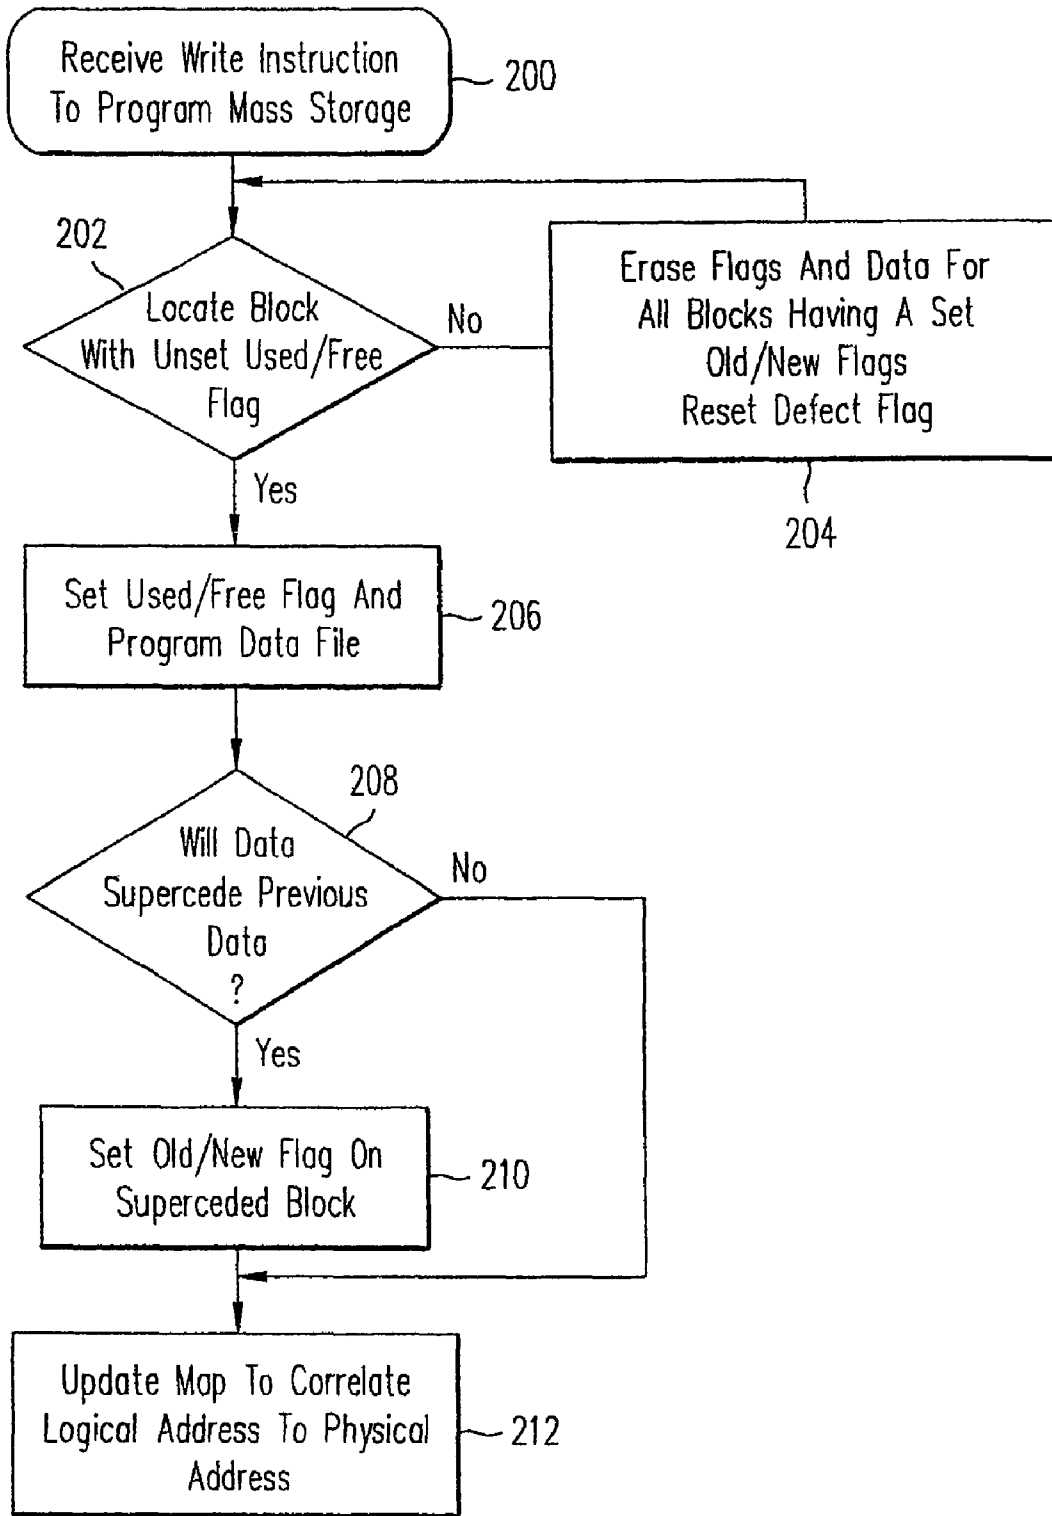 Receive Write Instruction
To Program Mass Storage
200
202
Locate Block
With Unset Used/Free
Flag
No
Yes
Erase Flags And Data For
All Blocks Having A Set
Old/New Flags
Reset Defect Flag
204
Set Used/Free Flag And
Program Data File
206
208
Will Data
Supercede Previous
Data
?
No
Yes
Set Old/New Flag On
Superceded Block
210
Update Map To Correlate
Logical Address To Physical
Address
212